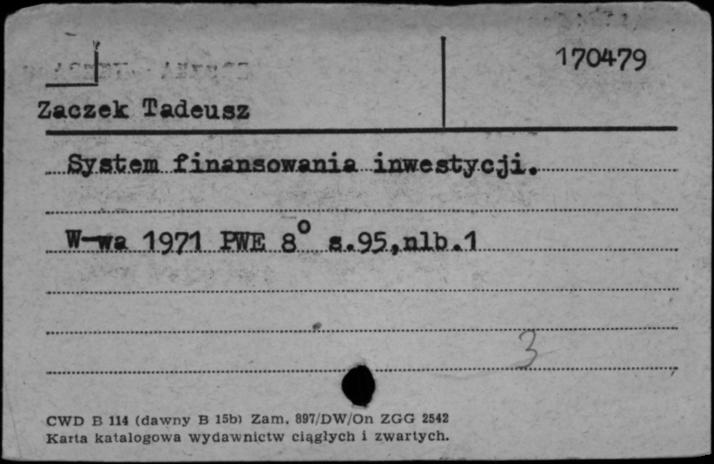 170479
Zaczek Tadeusz
System finansowania inwestycji.
W-wa 1971 PWE 8° s.95,nlb.1
3
CWD B 114 (dawny B 15b) Zam. 897/DW/On ZGG 2542
Karta katalogowa wydawnictw ciągłych i zwartych.